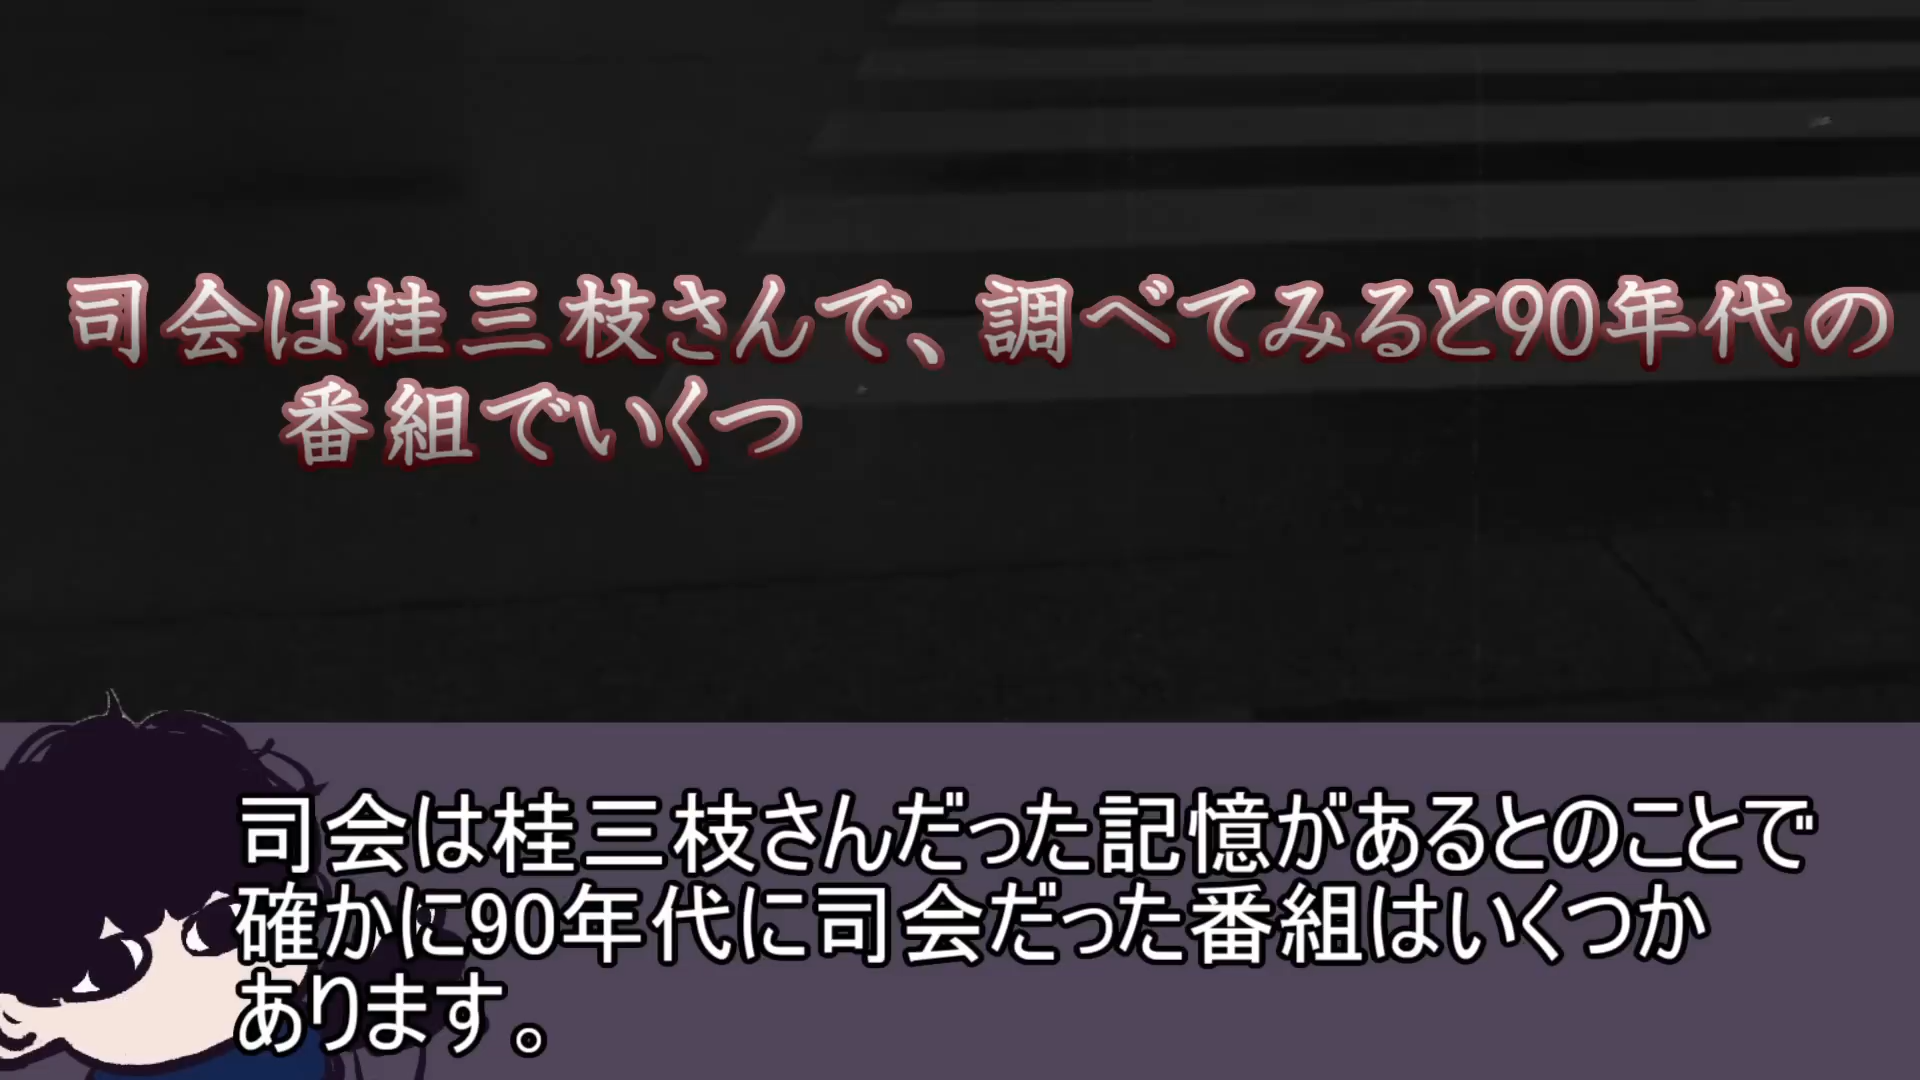 司会は桂三枝さんで、調べてみると90年代の
番組でいくつ
司会は桂三枝さんだった記憶があるとのことで
確かに90年代に司会だった番組はいくつか
あります。